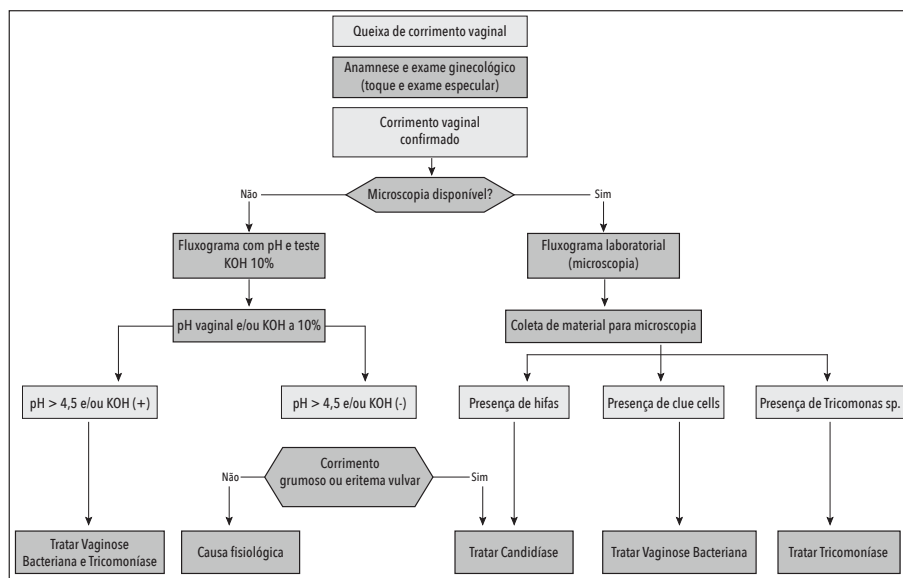 Queixa de corrimento vaginal
Anamnese e exame ginecológico
(toque e exame especular)
Corrimento vaginal
confirmado
Microscopia disponível?
Não
Sim
Fluxograma com pH e teste
KOH 10%
Fluxograma laboratorial
(microscopia)
pH vaginal e/ou KOH a 10%
Coleta de material para microscopia
pH > 4,5 e/ou KOH (+)
pH > 4,5 e/ou KOH (-)
Presença de hifas
Presença de clue cells
Presença de Tricomonas sp.
Não
Corrimento
grumoso ou eritema vulvar
Sim
Tratar Vaginose
Bacteriana e Tricomoníase
Causa fisiológica
Tratar Candidíase
Tratar Vaginose Bacteriana
Tratar Tricomoníase